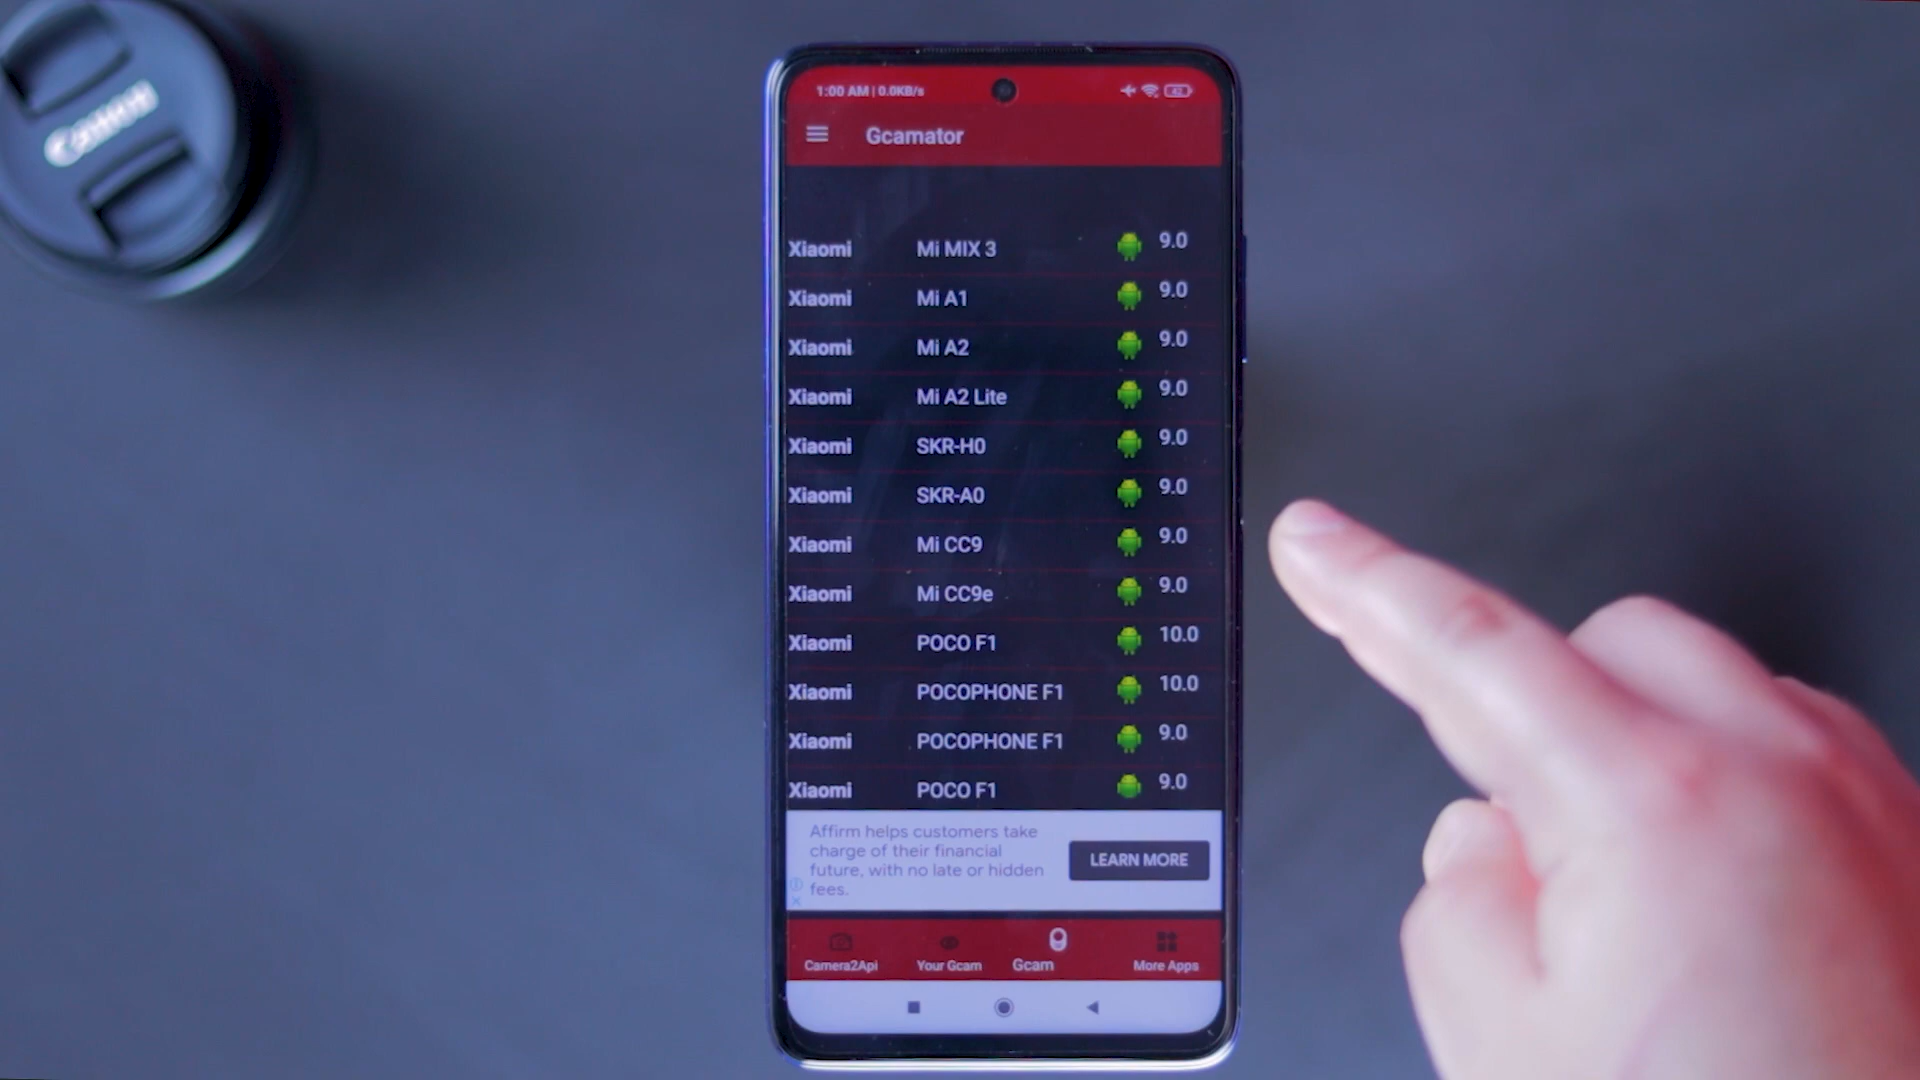 Canon
1:00 AM | 0.0KB/s
62
Gcamator
Xiaomi Mi MIX 3 9.0
Xiaomi Mi A1 9.0
Xiaomi Mi A2 9.0
Xiaomi Mi A2 Lite 9.0
Xiaomi SKR-H0 9.0
Xiaomi SKR-A0 9.0
Xiaomi Mi CC9 9.0
Xiaomi Mi CC9e 9.0
Xiaomi POCO F1 10.0
Xiaomi POCOPHONE F1 10.0
Xiaomi POCOPHONE F1 9.0
Xiaomi POCO F1 9.0
Affirm helps customers take
charge of their financial
future, with no late or hidden
fees.
LEARN MORE
Camera2Api Your Gcam Gcam More Apps